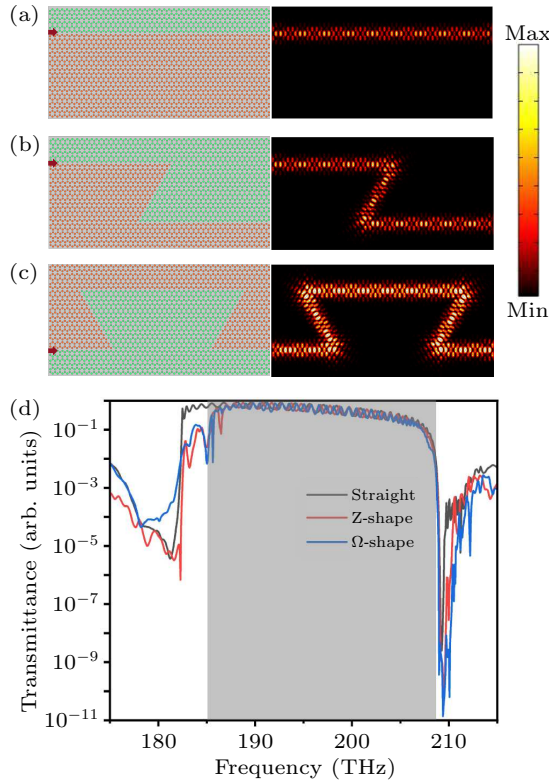 (a)
Max
(b)
(c)
Min
(d)
Transmittance (arb. units)
10⁻¹
10⁻³
10⁻⁵
10⁻⁷
10⁻⁹
10⁻¹¹
Straight
Z-shape
Ω-shape
180
190
200
210
Frequency (THz)